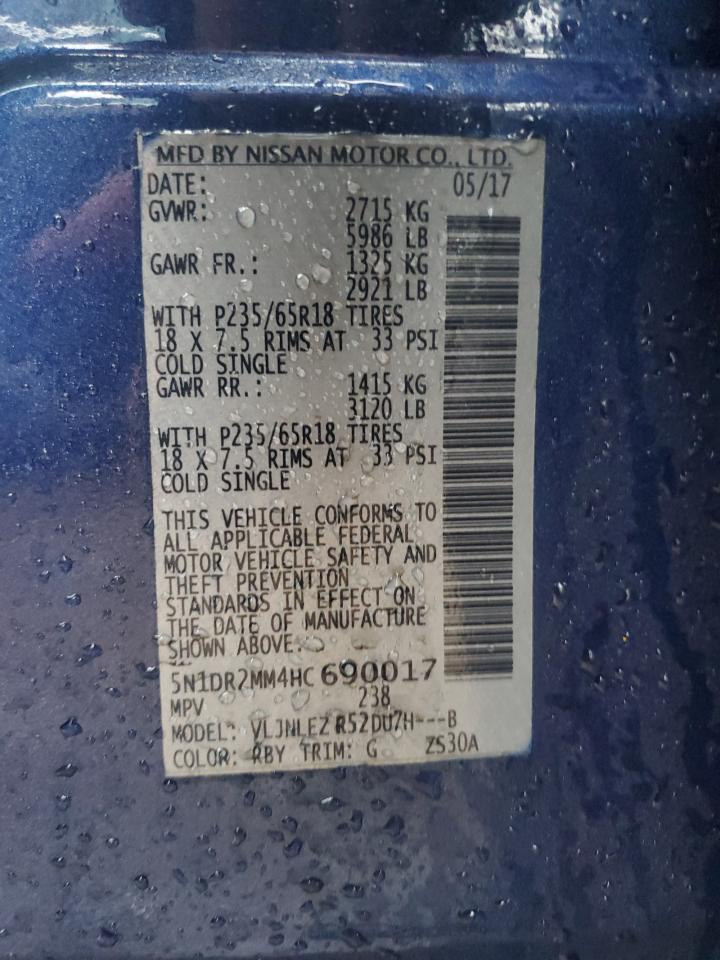 MFD BY NISSAN MOTOR CO., LTD.
DATE: 05/17
GVWR: 2715 KG
5986 LB
GAWR FR.: 1325 KG
2921 LB
WITH P235/65R18 TIRES
18 X 7.5 RIMS AT 33 PSI
COLD SINGLE
GAWR RR.: 1415 KG
3120 LB
WITH P235/65R18 TIRES
18 X 7.5 RIMS AT 33 PSI
COLD SINGLE
THIS VEHICLE CONFORMS TO
ALL APPLICABLE FEDERAL
MOTOR VEHICLE SAFETY AND
THEFT PREVENTION
STANDARDS IN EFFECT ON
THE DATE OF MANUFACTURE
SHOWN ABOVE.
5N1DR2MM4HC690017
MPV 238
MODEL: VLJNLEZ R52DU7H---B
COLOR: RBY TRIM: G ZS30A